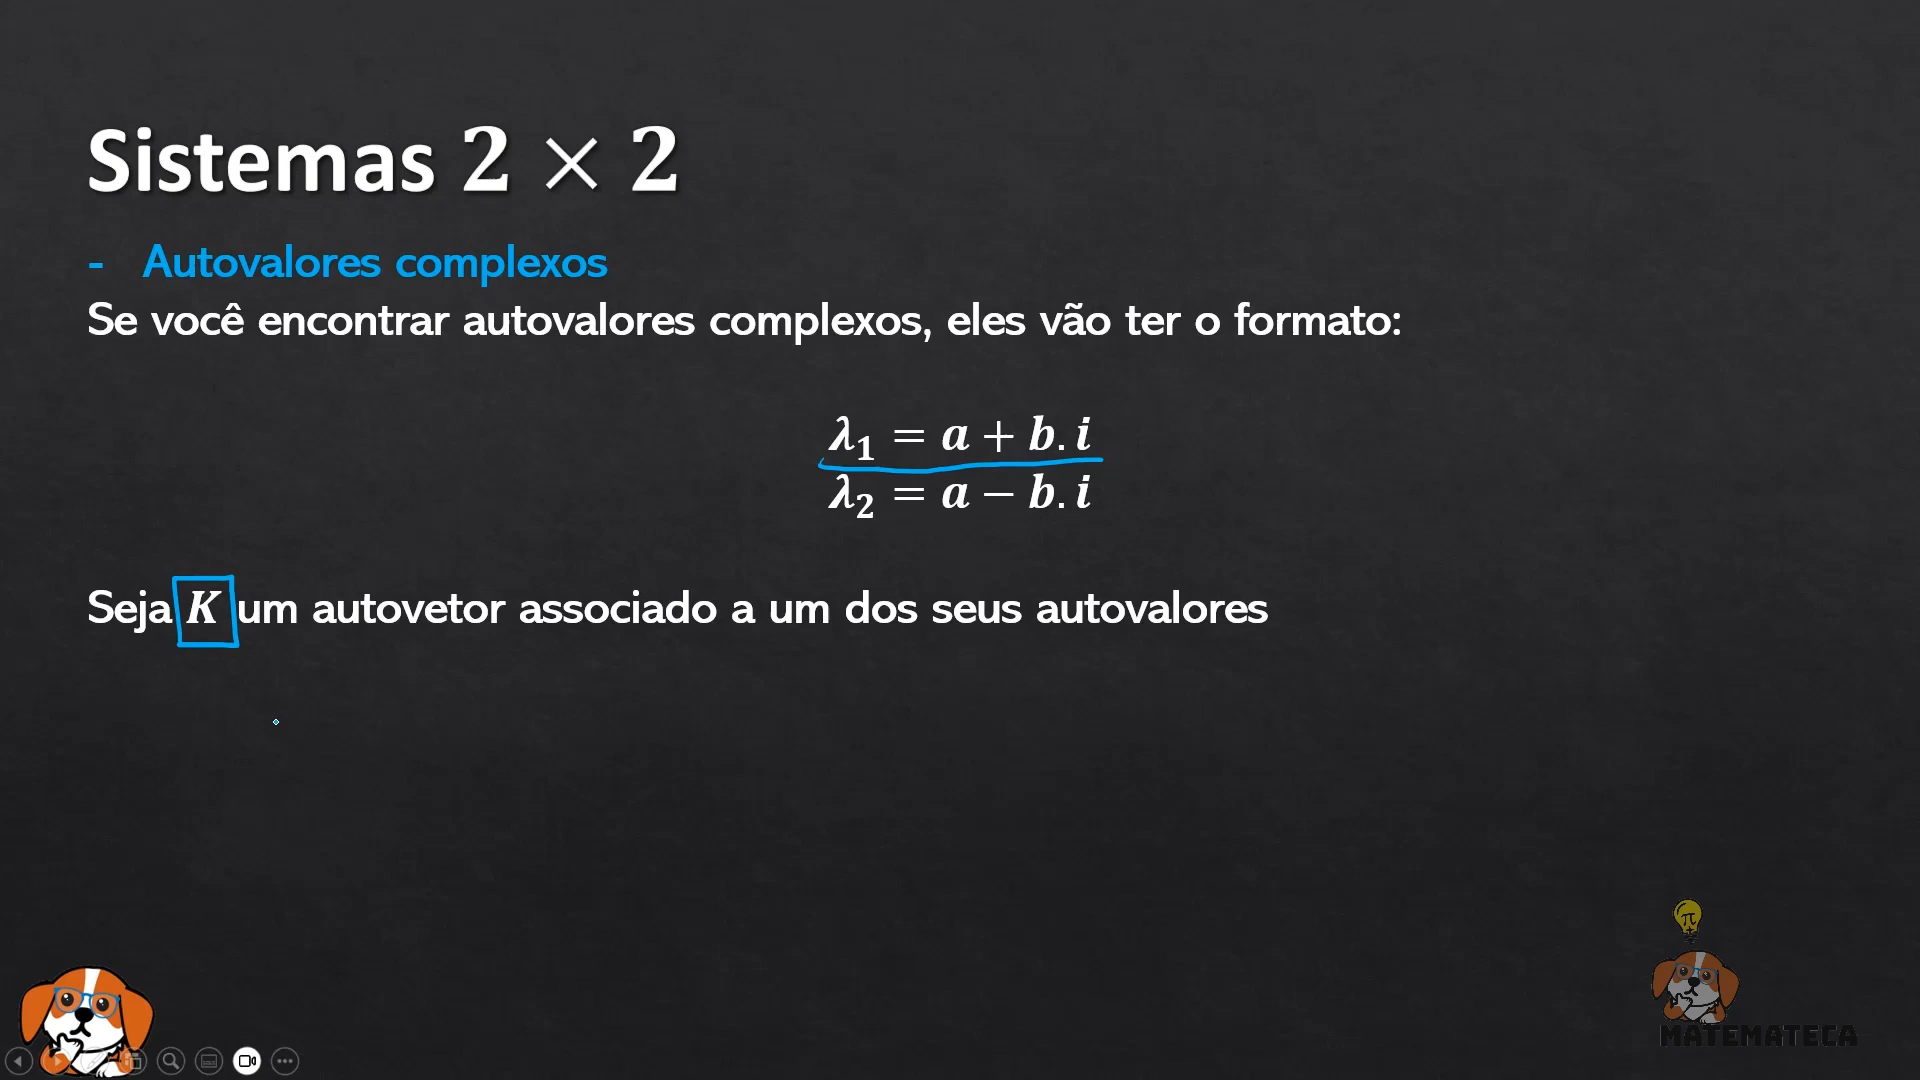 Sistemas 2 × 2
- Autovalores complexos
Se você encontrar autovalores complexos, eles vão ter o formato:
λ₁ = a + b. i
λ₂ = a − b. i
Seja K um autovetor associado a um dos seus autovalores
π
MATEMATECA